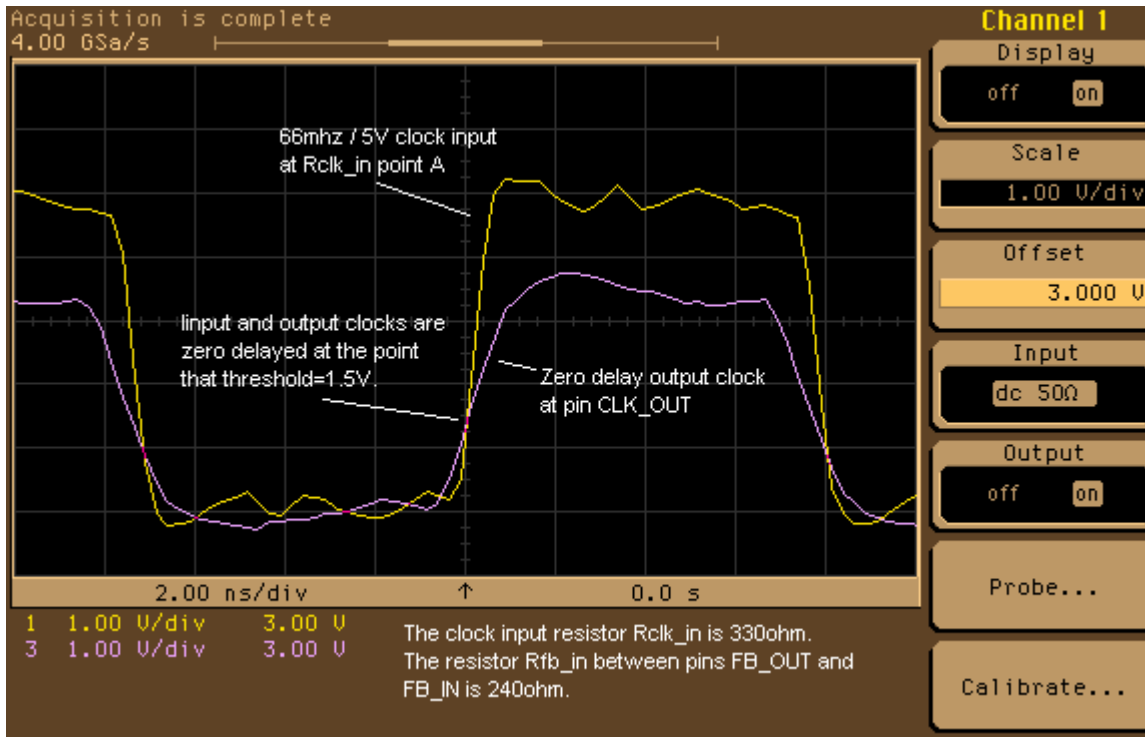 Acquisition is complete
4.00 GSa/s
Channel 1
Display
off on
Scale
1.00 V/div
Offset
3.000 V
Input
dc 50Ω
Output
off on
Probe...
Calibrate...
66mhz / 5V clock input
at Rclk_in point A
Iinput and output clocks are
zero delayed at the point
that threshold=1.5V.
Zero delay output clock
at pin CLK_OUT
2.00 ns/div ↑ 0.0 s
1 1.00 V/div 3.00 V
3 1.00 V/div 3.00 V
The clock input resistor Rclk_in is 330ohm.
The resistor Rfb_in between pins FB_OUT and
FB_IN is 240ohm.